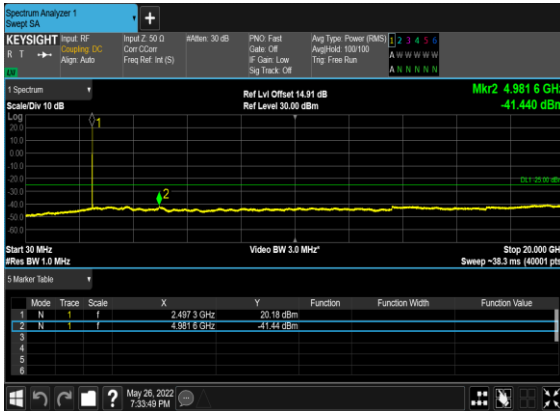 Spectrum Analyzer 1
Swept SA
+
KEYSIGHT Input: RF Input Z: 50 Ω #Atten: 30 dB PNO: Fast Avg Type: Power (RMS) 1 2 3 4 5 6
R T Coupling: DC Corr CCorr Gate: Off Avg|Hold: 100/100 A W W W W W
Align: Auto Freq Ref: Int (S) IF Gain: Low Trig: Free Run
Sig Track: Off A N N N N N
1 Spectrum Ref Lvl Offset 14.91 dB Mkr2 4.981 6 GHz
Scale/Div 10 dB Ref Level 30.00 dBm -41.440 dBm
Log
1
20.0
10.0
0.00
-10.0
-20.0 DL1 -25.00 dBm
-30.0 2
-40.0
-50.0
-60.0
Start 30 MHz Video BW 3.0 MHz* Stop 20.000 GHz
#Res BW 1.0 MHz Sweep ~38.3 ms (40001 pts)
5 Marker Table
Mode Trace Scale X Y Function Function Width Function Value
1 N 1 f 2.497 3 GHz 20.18 dBm
2 N 1 f 4.981 6 GHz -41.44 dBm
3
4
5
6
? May 26, 2022
7:33:49 PM